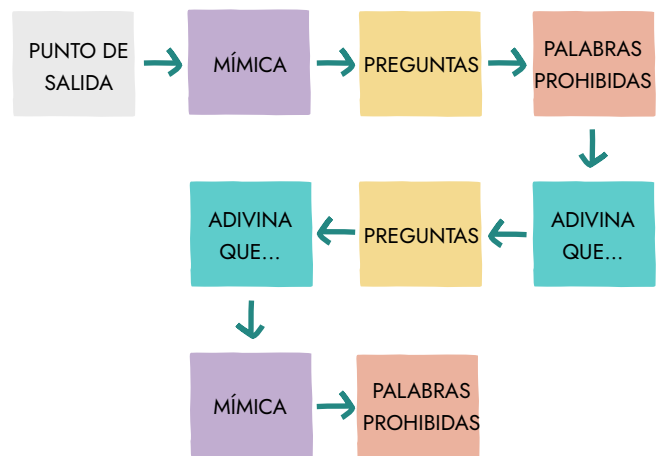 PUNTO DE
SALIDA
MÍMICA
PREGUNTAS
PALABRAS
PROHIBIDAS
ADIVINA
QUE...
PREGUNTAS
ADIVINA
QUE...
MÍMICA
PALABRAS
PROHIBIDAS